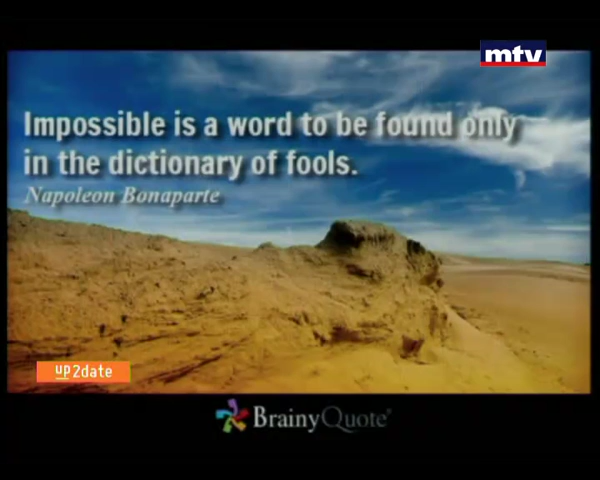 mtv
Impossible is a word to be found only
in the dictionary of fools.
Napoleon Bonaparte
up2date
BrainyQuote®